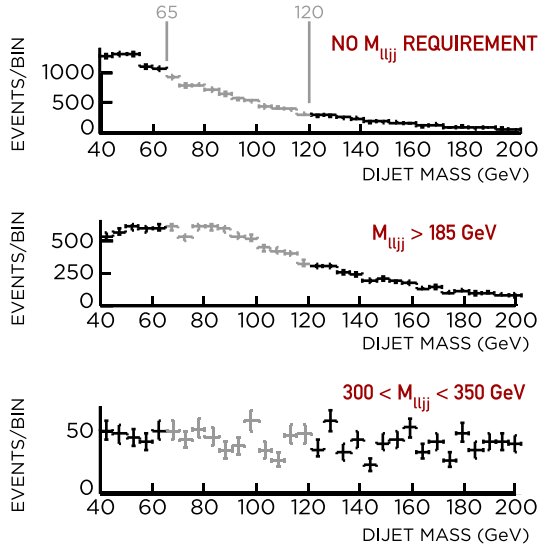 65 120
NO M_lljj REQUIREMENT
EVENTS/BIN
1000
500
0
40 60 80 100 120 140 160 180 200
DIJET MASS (GeV)
M_lljj > 185 GeV
EVENTS/BIN
500
250
0
40 60 80 100 120 140 160 180 200
DIJET MASS (GeV)
300 < M_lljj < 350 GeV
EVENTS/BIN
50
0
40 60 80 100 120 140 160 180 200
DIJET MASS (GeV)